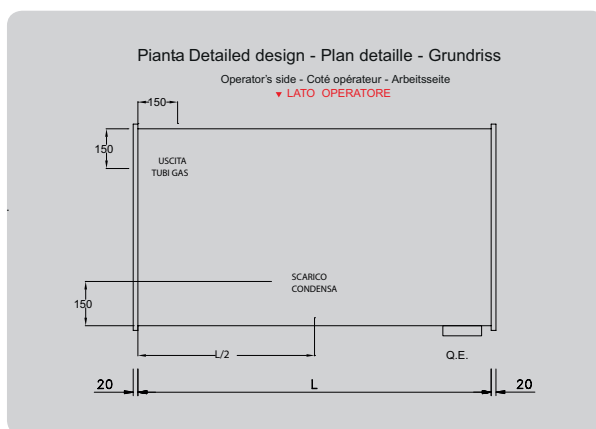 Pianta Detailed design - Plan detaille - Grundriss
Operator's side - Coté opérateur - Arbeitsseite
▼ LATO OPERATORE
150
150
USCITA
TUBI GAS
SCARICO
CONDENSA
150
L/2
Q.E.
20
L
20